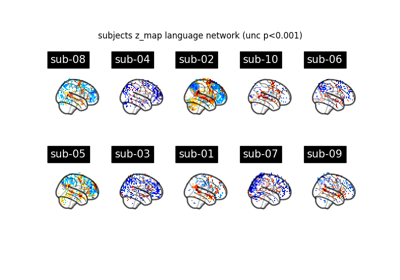 subjects z_map language network (unc p<0.001)
sub-08 sub-04 sub-02 sub-10 sub-06
sub-05 sub-03 sub-01 sub-07 sub-09